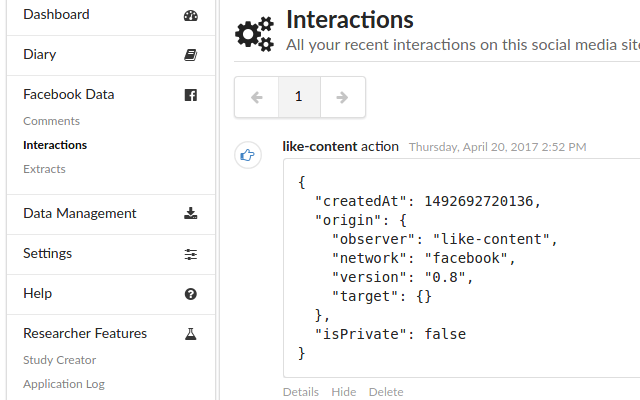 Dashboard
Diary
Facebook Data
Comments
Interactions
Extracts
Data Management
Settings
Help
Researcher Features
Study Creator
Application Log
Interactions
All your recent interactions on this social media site
1
like-content action Thursday, April 20, 2017 2:52 PM
{
"createdAt": 1492692720136,
"origin": {
"observer": "like-content",
"network": "facebook",
"version": "0.8",
"target": {}
},
"isPrivate": false
}
Details Hide Delete